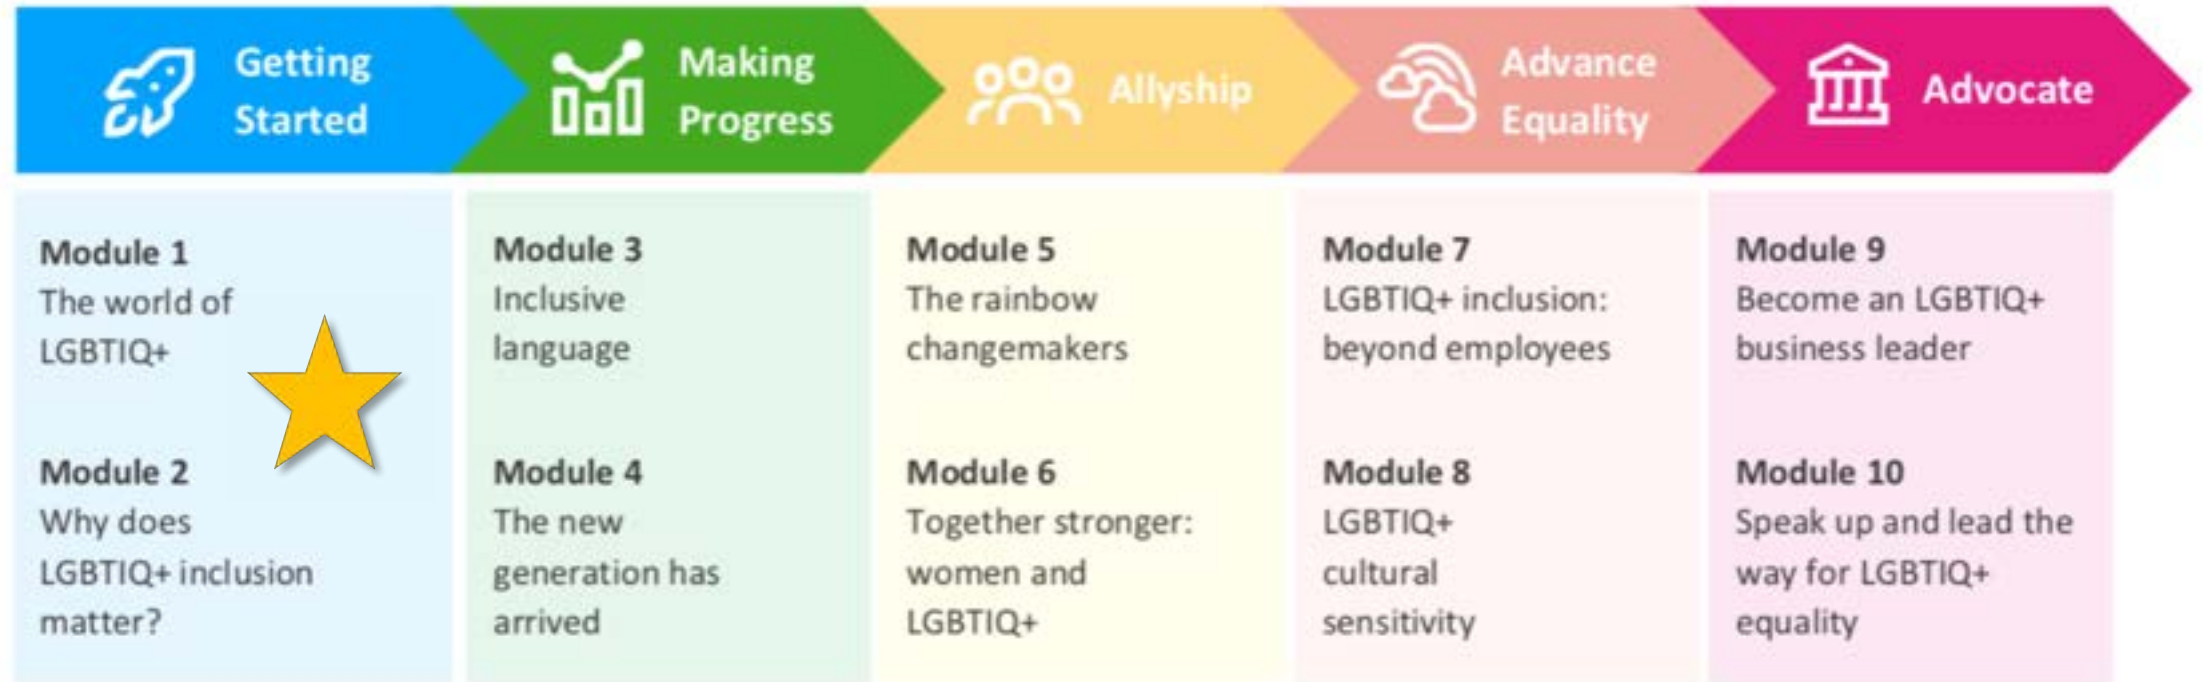 Getting
Started
Making
Progress
Allyship
Advance
Equality
Advocate
Module 1
The world of
LGBTIQ+
Module 2
Why does
LGBTIQ+ inclusion
matter?
Module 3
Inclusive
language
Module 4
The new
generation has
arrived
Module 5
The rainbow
changemakers
Module 6
Together stronger:
women and
LGBTIQ+
Module 7
LGBTIQ+ inclusion:
beyond employees
Module 8
LGBTIQ+
cultural
sensitivity
Module 9
Become an LGBTIQ+
business leader
Module 10
Speak up and lead the
way for LGBTIQ+
equality